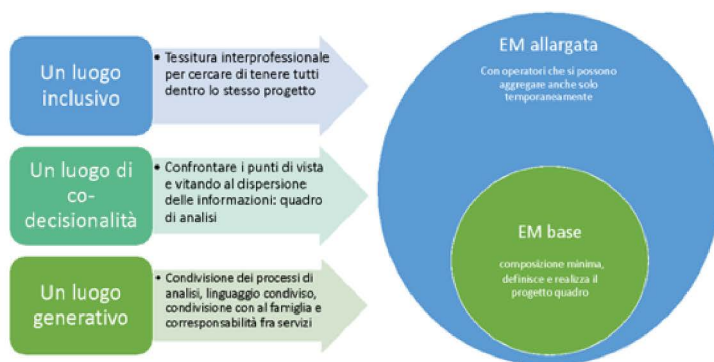 Un luogo
inclusivo
• Tessitura interprofessionale
per cercare di tenere tutti
dentro lo stesso progetto
Un luogo di
co-
decisionalità
• Confrontare i punti di vista
e vitando al dispersione
delle informazioni: quadro
di analisi
Un luogo
generativo
• Condivisione dei processi di
analisi, linguaggio condiviso,
condivisione con al famiglia e
corresponsabilità fra servizi
EM allargata
Con operatori che si possono
aggregare anche solo
temporaneamente
EM base
composizione minima,
definisce e realizza il
progetto quadro